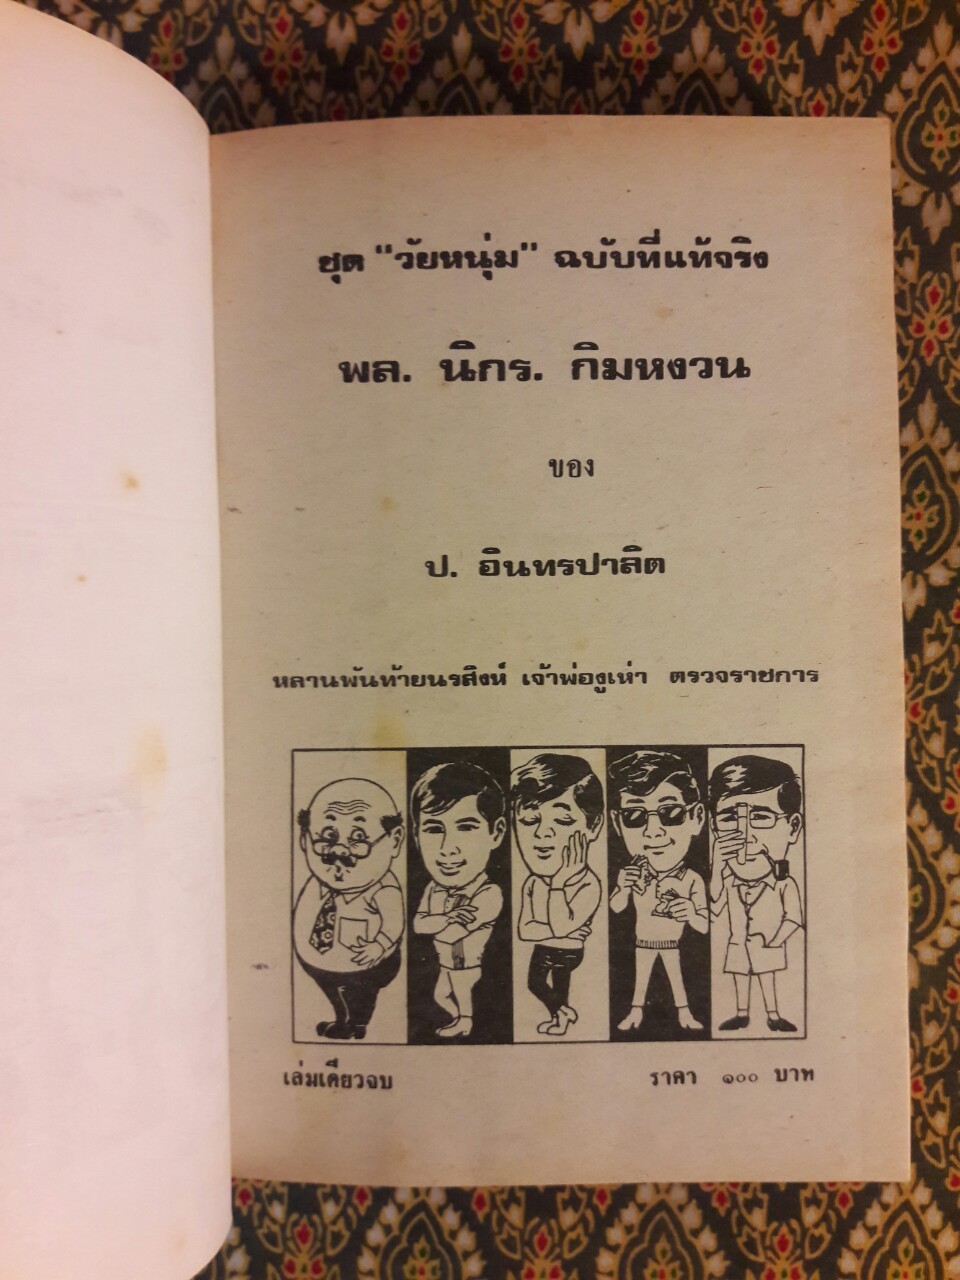 ชุด "วัยหนุ่ม" ฉบับที่แท้จริง
พล. นิกร. กิมหงวน
ของ
ป. อินทรปาลิต
หลานพันท้ายนรสิงห์ เจ้าพ่องูเห่า ตรวจราชการ
เล่มเดียวจบ ราคา ๑๐๐ บาท